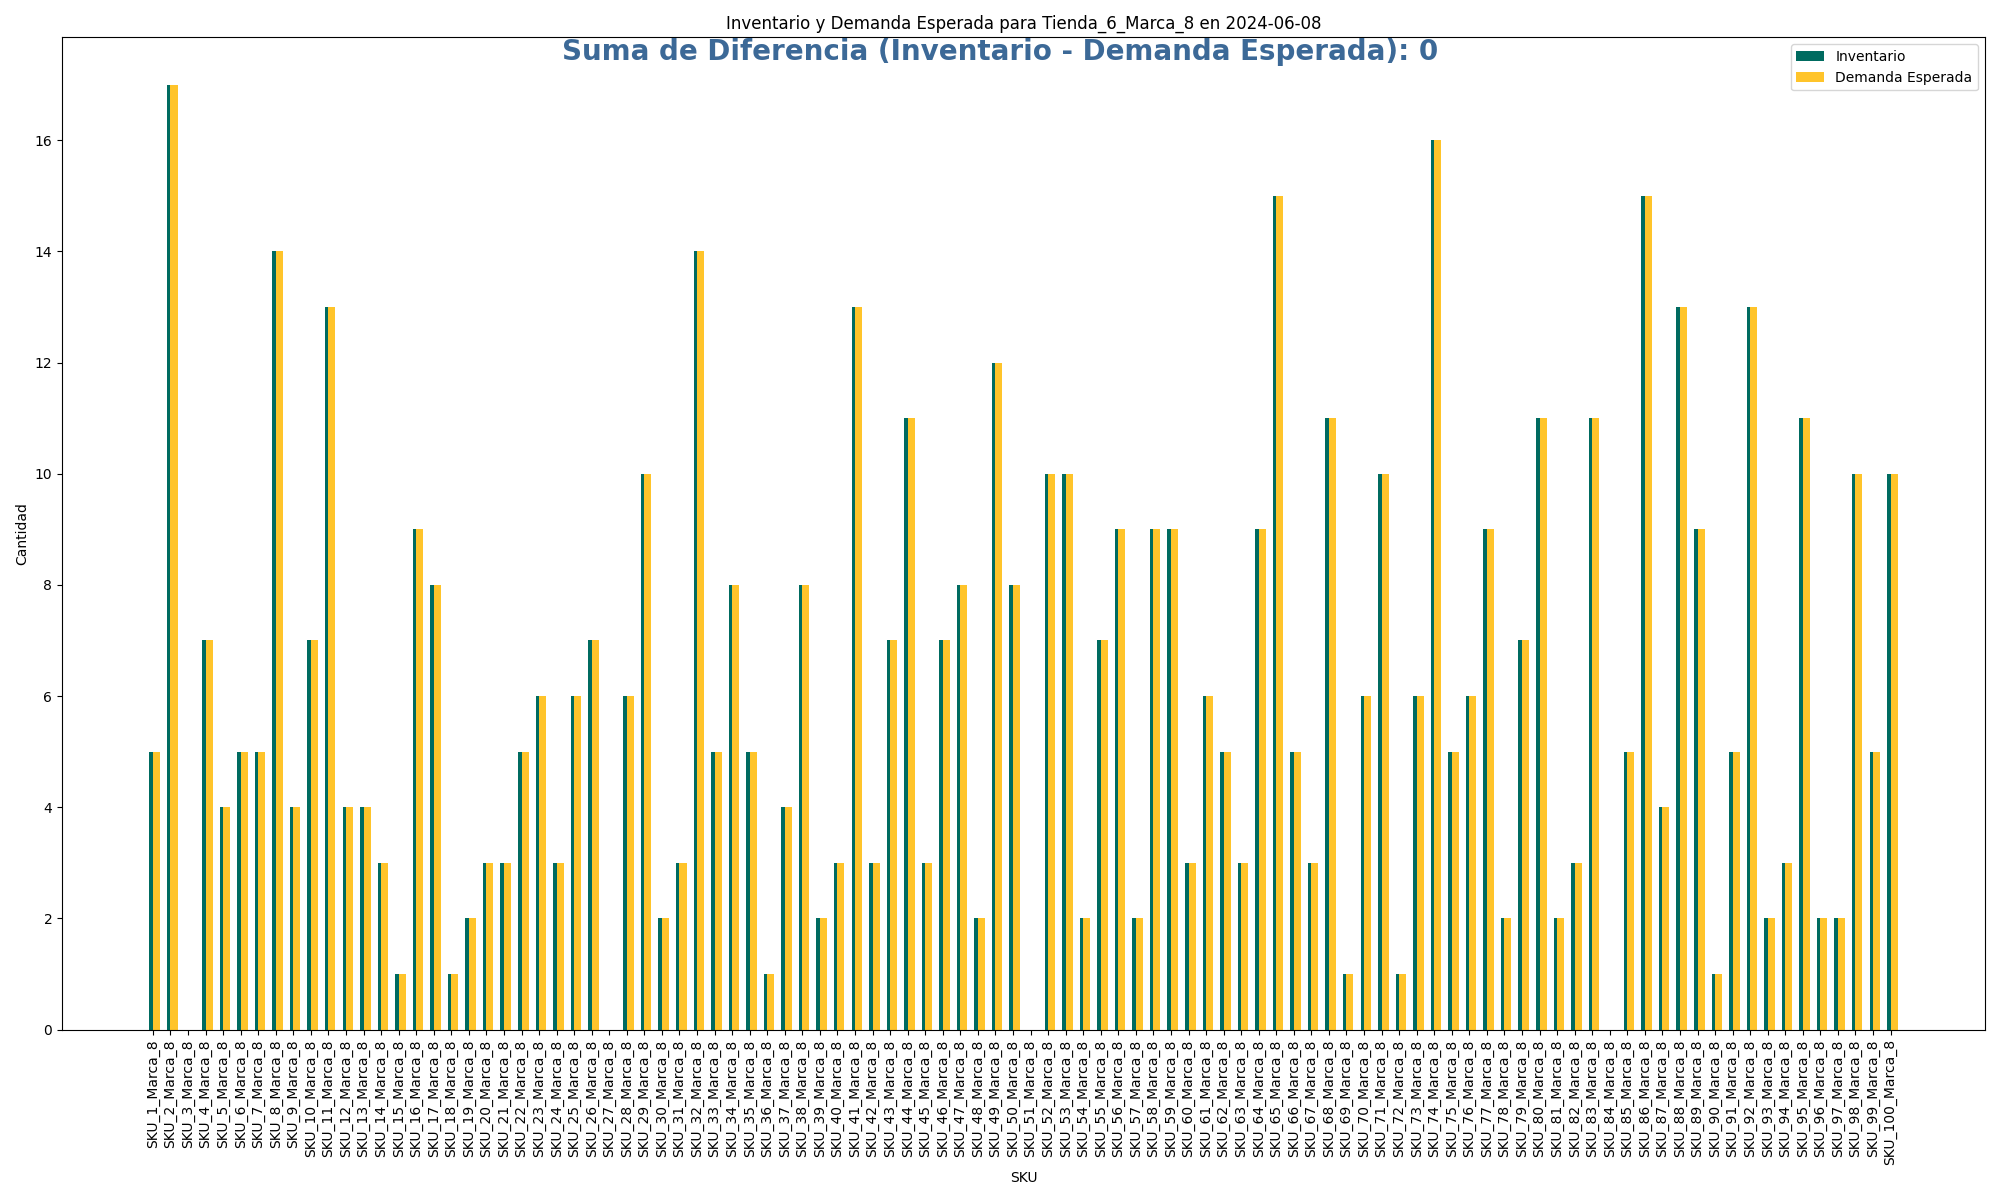 Inventario y Demanda Esperada para Tienda_6_Marca_8 en 2024-06-08
Suma de Diferencia (Inventario - Demanda Esperada): 0
Inventario
Demanda Esperada
Cantidad
16
14
12
10
8
6
4
2
0
SKU_1_Marca_8
SKU_2_Marca_8
SKU_3_Marca_8
SKU_4_Marca_8
SKU_5_Marca_8
SKU_6_Marca_8
SKU_7_Marca_8
SKU_8_Marca_8
SKU_9_Marca_8
SKU_10_Marca_8
SKU_11_Marca_8
SKU_12_Marca_8
SKU_13_Marca_8
SKU_14_Marca_8
SKU_15_Marca_8
SKU_16_Marca_8
SKU_17_Marca_8
SKU_18_Marca_8
SKU_19_Marca_8
SKU_20_Marca_8
SKU_21_Marca_8
SKU_22_Marca_8
SKU_23_Marca_8
SKU_24_Marca_8
SKU_25_Marca_8
SKU_26_Marca_8
SKU_27_Marca_8
SKU_28_Marca_8
SKU_29_Marca_8
SKU_30_Marca_8
SKU_31_Marca_8
SKU_32_Marca_8
SKU_33_Marca_8
SKU_34_Marca_8
SKU_35_Marca_8
SKU_36_Marca_8
SKU_37_Marca_8
SKU_38_Marca_8
SKU_39_Marca_8
SKU_40_Marca_8
SKU_41_Marca_8
SKU_42_Marca_8
SKU_43_Marca_8
SKU_44_Marca_8
SKU_45_Marca_8
SKU_46_Marca_8
SKU_47_Marca_8
SKU_48_Marca_8
SKU_49_Marca_8
SKU_50_Marca_8
SKU_51_Marca_8
SKU_52_Marca_8
SKU_53_Marca_8
SKU_54_Marca_8
SKU_55_Marca_8
SKU_56_Marca_8
SKU_57_Marca_8
SKU_58_Marca_8
SKU_59_Marca_8
SKU_60_Marca_8
SKU_61_Marca_8
SKU_62_Marca_8
SKU_63_Marca_8
SKU_64_Marca_8
SKU_65_Marca_8
SKU_66_Marca_8
SKU_67_Marca_8
SKU_68_Marca_8
SKU_69_Marca_8
SKU_70_Marca_8
SKU_71_Marca_8
SKU_72_Marca_8
SKU_73_Marca_8
SKU_74_Marca_8
SKU_75_Marca_8
SKU_76_Marca_8
SKU_77_Marca_8
SKU_78_Marca_8
SKU_79_Marca_8
SKU_80_Marca_8
SKU_81_Marca_8
SKU_82_Marca_8
SKU_83_Marca_8
SKU_84_Marca_8
SKU_85_Marca_8
SKU_86_Marca_8
SKU_87_Marca_8
SKU_88_Marca_8
SKU_89_Marca_8
SKU_90_Marca_8
SKU_91_Marca_8
SKU_92_Marca_8
SKU_93_Marca_8
SKU_94_Marca_8
SKU_95_Marca_8
SKU_96_Marca_8
SKU_97_Marca_8
SKU_98_Marca_8
SKU_99_Marca_8
SKU_100_Marca_8
SKU